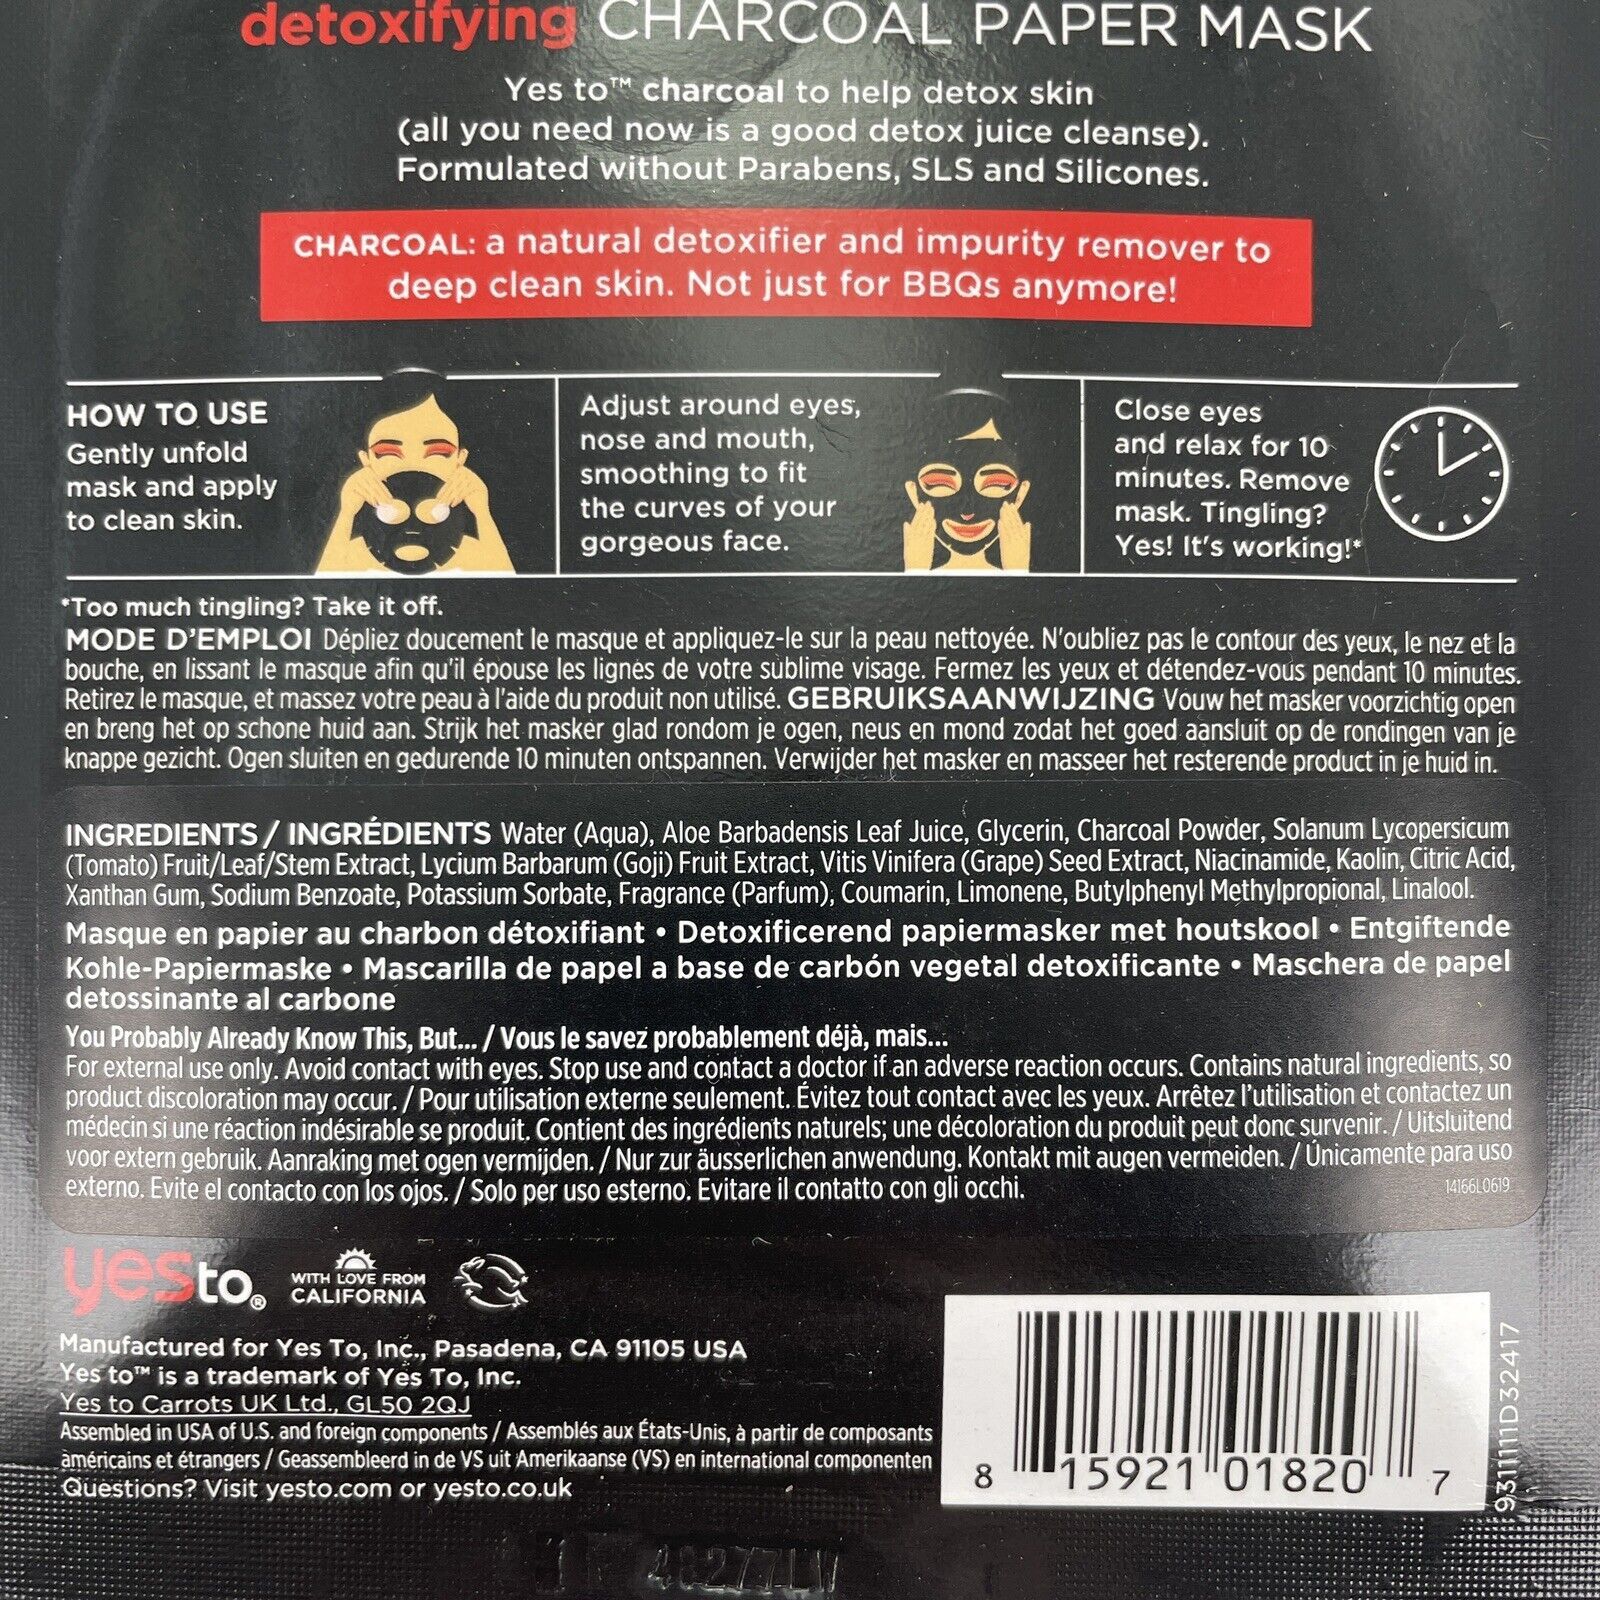 detoxifying CHARCOAL PAPER MASK
Yes to™ charcoal to help detox skin
(all you need now is a good detox juice cleanse).
Formulated without Parabens, SLS and Silicones.
CHARCOAL: a natural detoxifier and impurity remover to
deep clean skin. Not just for BBQs anymore!
HOW TO USE
Gently unfold
mask and apply
to clean skin.
Adjust around eyes,
nose and mouth,
smoothing to fit
the curves of your
gorgeous face.
Close eyes
and relax for 10
minutes. Remove
mask. Tingling?
Yes! It's working!*
*Too much tingling? Take it off.
MODE D'EMPLOI Dépliez doucement le masque et appliquez-le sur la peau nettoyée. N'oubliez pas le contour des yeux, le nez et la
bouche, en lissant le masque afin qu'il épouse les lignes de votre sublime visage. Fermez les yeux et détendez-vous pendant 10 minutes.
Retirez le masque, et massez votre peau à l'aide du produit non utilisé. GEBRUIKSAANWIJZING Vouw het masker voorzichtig open
en breng het op schone huid aan. Strijk het masker glad rondom je ogen, neus en mond zodat het goed aansluit op de rondingen van je
knappe gezicht. Ogen sluiten en gedurende 10 minuten ontspannen. Verwijder het masker en masseer het resterende product in je huid in.
INGREDIENTS / INGRÉDIENTS Water (Aqua), Aloe Barbadensis Leaf Juice, Glycerin, Charcoal Powder, Solanum Lycopersicum
(Tomato) Fruit/Leaf/Stem Extract, Lycium Barbarum (Goji) Fruit Extract, Vitis Vinifera (Grape) Seed Extract, Niacinamide, Kaolin, Citric Acid,
Xanthan Gum, Sodium Benzoate, Potassium Sorbate, Fragrance (Parfum), Coumarin, Limonene, Butylphenyl Methylpropional, Linalool.
Masque en papier au charbon détoxifiant • Detoxificerend papiermasker met houtskool • Entgiftende
Kohle-Papiermaske • Mascarilla de papel a base de carbón vegetal detoxificante • Maschera de papel
detossinante al carbone
You Probably Already Know This, But... / Vous le savez probablement déjà, mais...
For external use only. Avoid contact with eyes. Stop use and contact a doctor if an adverse reaction occurs. Contains natural ingredients, so
product discoloration may occur. / Pour utilisation externe seulement. Évitez tout contact avec les yeux. Arrêtez l'utilisation et contactez un
médecin si une réaction indésirable se produit. Contient des ingrédients naturels; une décoloration du produit peut donc survenir. / Uitsluitend
voor extern gebruik. Aanraking met ogen vermijden. / Nur zur äusserlichen anwendung. Kontakt mit augen vermeiden. / Únicamente para uso
externo. Evite el contacto con los ojos. / Solo per uso esterno. Evitare il contatto con gli occhi.
14166L0619
yes to®
WITH LOVE FROM
CALIFORNIA
Manufactured for Yes To, Inc., Pasadena, CA 91105 USA
Yes to™ is a trademark of Yes To, Inc.
Yes to Carrots UK Ltd., GL50 2QJ
Assembled in USA of U.S. and foreign components / Assemblés aux États-Unis, à partir de composants
américains et étrangers / Geassembleerd in de VS uit Amerikaanse (VS) en international componenten
Questions? Visit yesto.com or yesto.co.uk
8 15921 01820 7